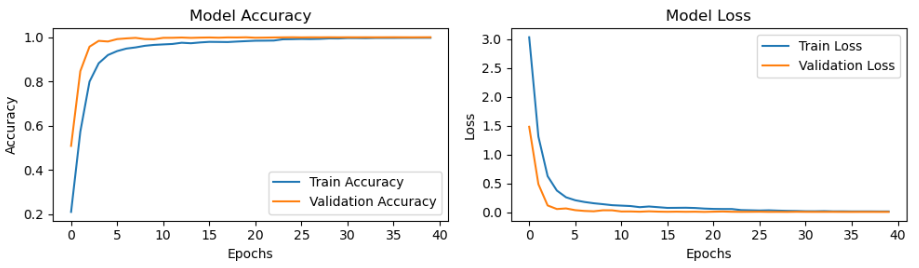 Model Accuracy
1.0
0.8
0.6
0.4
0.2
Accuracy
Train Accuracy
Validation Accuracy
0 5 10 15 20 25 30 35 40
Epochs
Model Loss
3.0
2.5
2.0
1.5
1.0
0.5
0.0
Loss
Train Loss
Validation Loss
0 5 10 15 20 25 30 35 40
Epochs